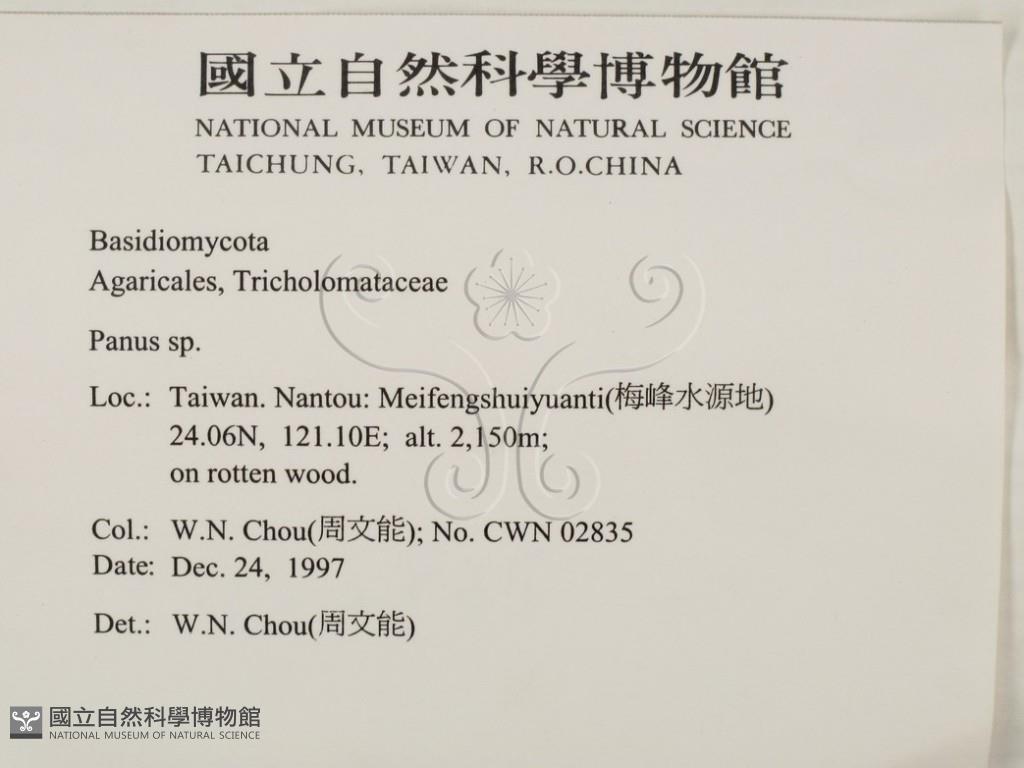 國立自然科學博物館
NATIONAL MUSEUM OF NATURAL SCIENCE
TAICHUNG, TAIWAN, R.O.CHINA
Basidiomycota
Agaricales, Tricholomataceae
Panus sp.
Loc.: Taiwan. Nantou: Meifengshuiyuanti(梅峰水源地)
24.06N, 121.10E; alt. 2,150m;
on rotten wood.
Col.: W.N. Chou(周文能); No. CWN 02835
Date: Dec. 24, 1997
Det.: W.N. Chou(周文能)
國立自然科學博物館
NATIONAL MUSEUM OF NATURAL SCIENCE